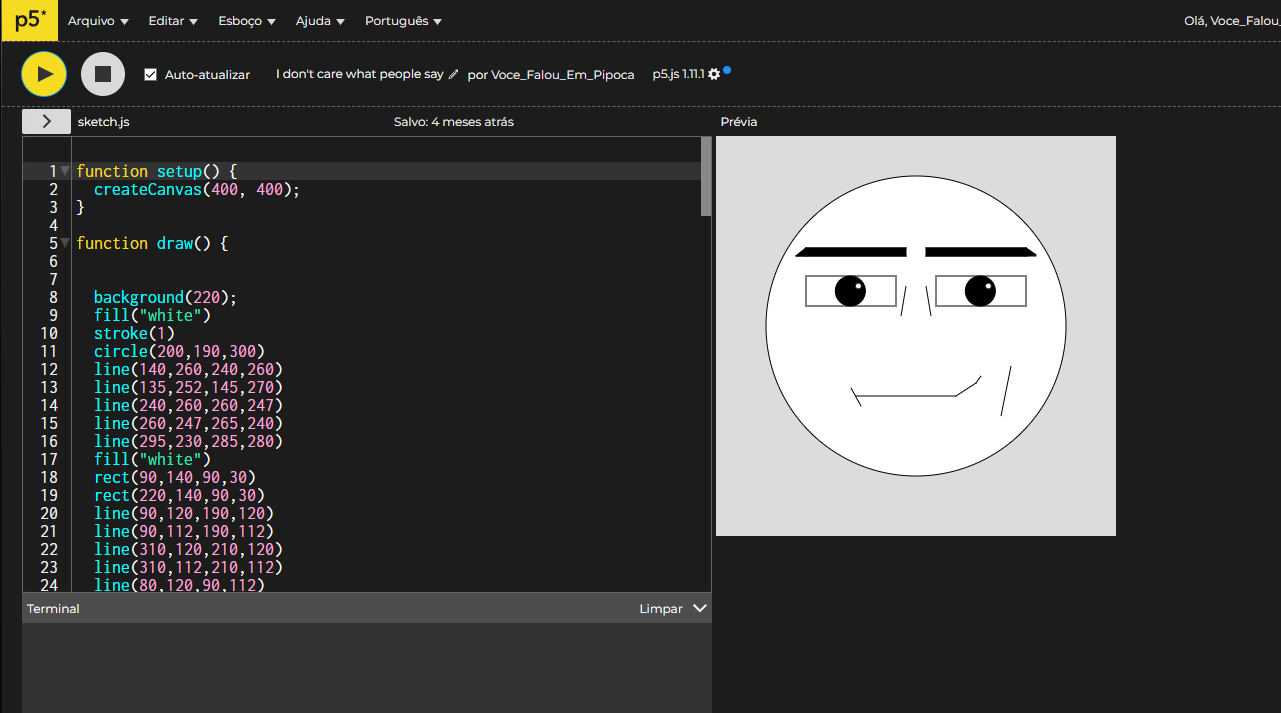 p5* Arquivo Editar Esboço Ajuda Português Olá, Voce_Falou_
Auto-atualizar I don't care what people say por Voce_Falou_Em_Pipoca p5.js 1.11.1
sketch.js Salvo: 4 meses atrás Prévia
1 function setup() {
2 createCanvas(400, 400);
3 }
4
5 function draw() {
6
7
8 background(220);
9 fill("white")
10 stroke(1)
11 circle(200,190,300)
12 line(140,260,240,260)
13 line(135,252,145,270)
14 line(240,260,260,247)
15 line(260,247,265,240)
16 line(295,230,285,280)
17 fill("white")
18 rect(90,140,90,30)
19 rect(220,140,90,30)
20 line(90,120,190,120)
21 line(90,112,190,112)
22 line(310,120,210,120)
23 line(310,112,210,112)
24 line(80,120,90,112)
Terminal Limpar